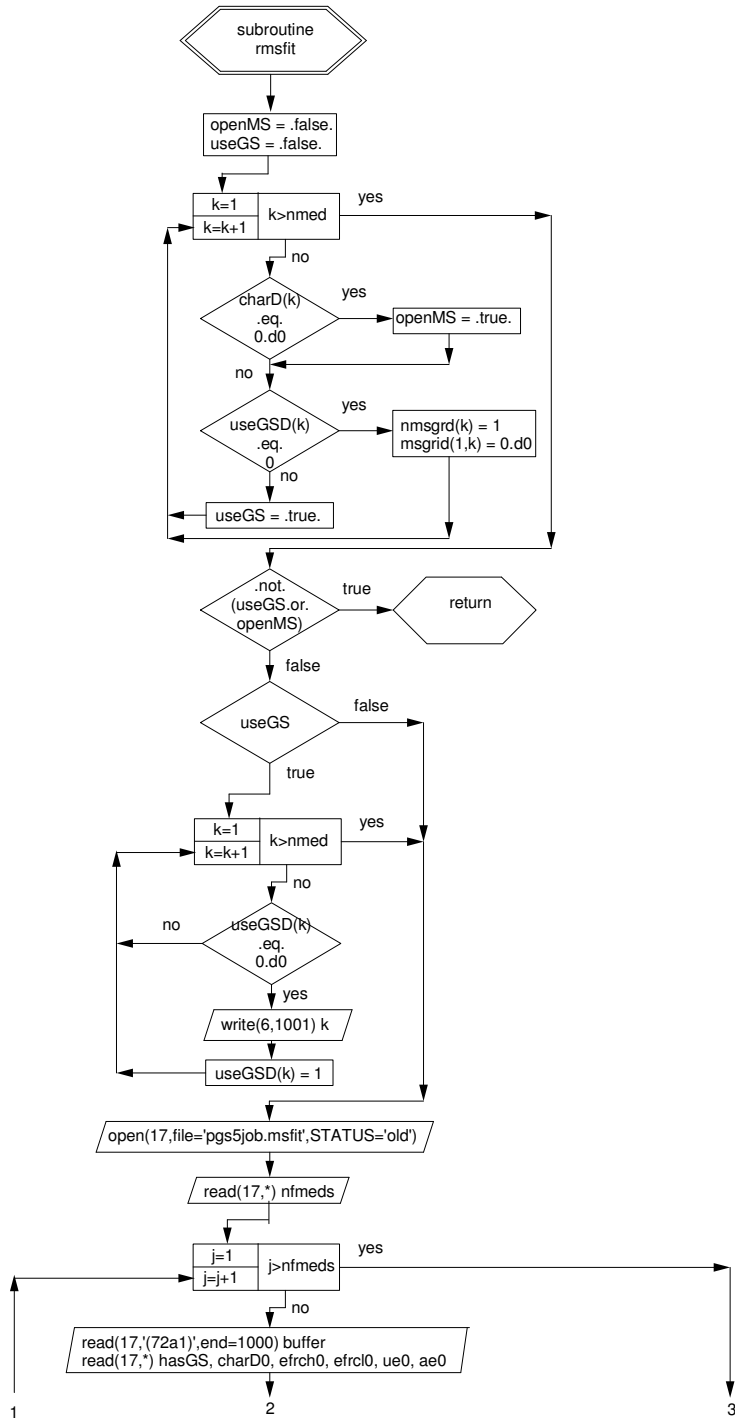 subroutine
rmsfit
openMS = .false.
useGS = .false.
k=1
k=k+1
k>nmed
yes
no
charD(k)
.eq.
0.d0
yes
openMS = .true.
no
useGSD(k)
.eq.
0
yes
nmsgrd(k) = 1
msgrid(1,k) = 0.d0
no
useGS = .true.
.not.
(useGS.or.
openMS)
true
return
false
useGS
false
true
k=1
k=k+1
k>nmed
yes
no
useGSD(k)
.eq.
0.d0
no
yes
write(6,1001) k
useGSD(k) = 1
open(17,file='pgs5job.msfit',STATUS='old')
read(17,*) nfmeds
j=1
j=j+1
j>nfmeds
yes
no
read(17,'(72a1)',end=1000) buffer
read(17,*) hasGS, charD0, efrch0, efrcl0, ue0, ae0
1
2
3